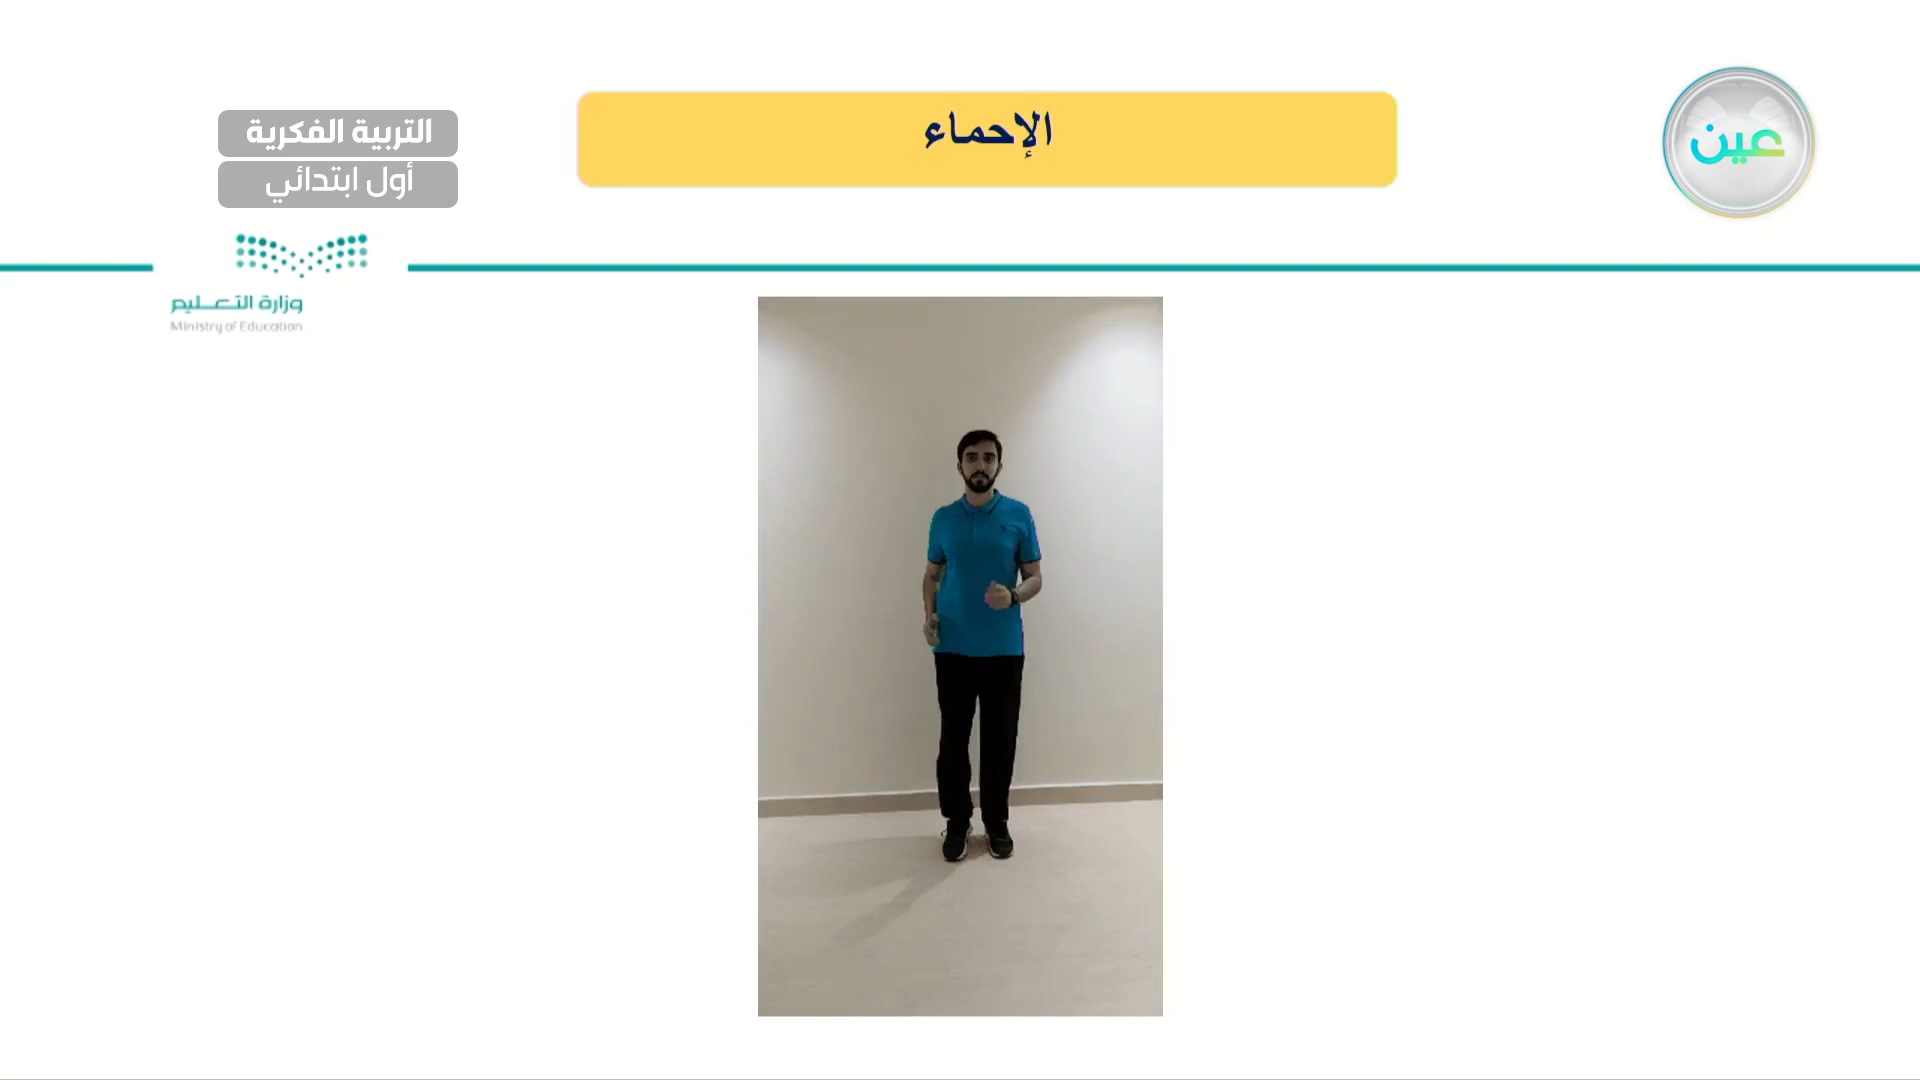 الإحماء
التربية الفكرية
أول ابتدائي
عين
وزارة التعليم
Ministry of Education